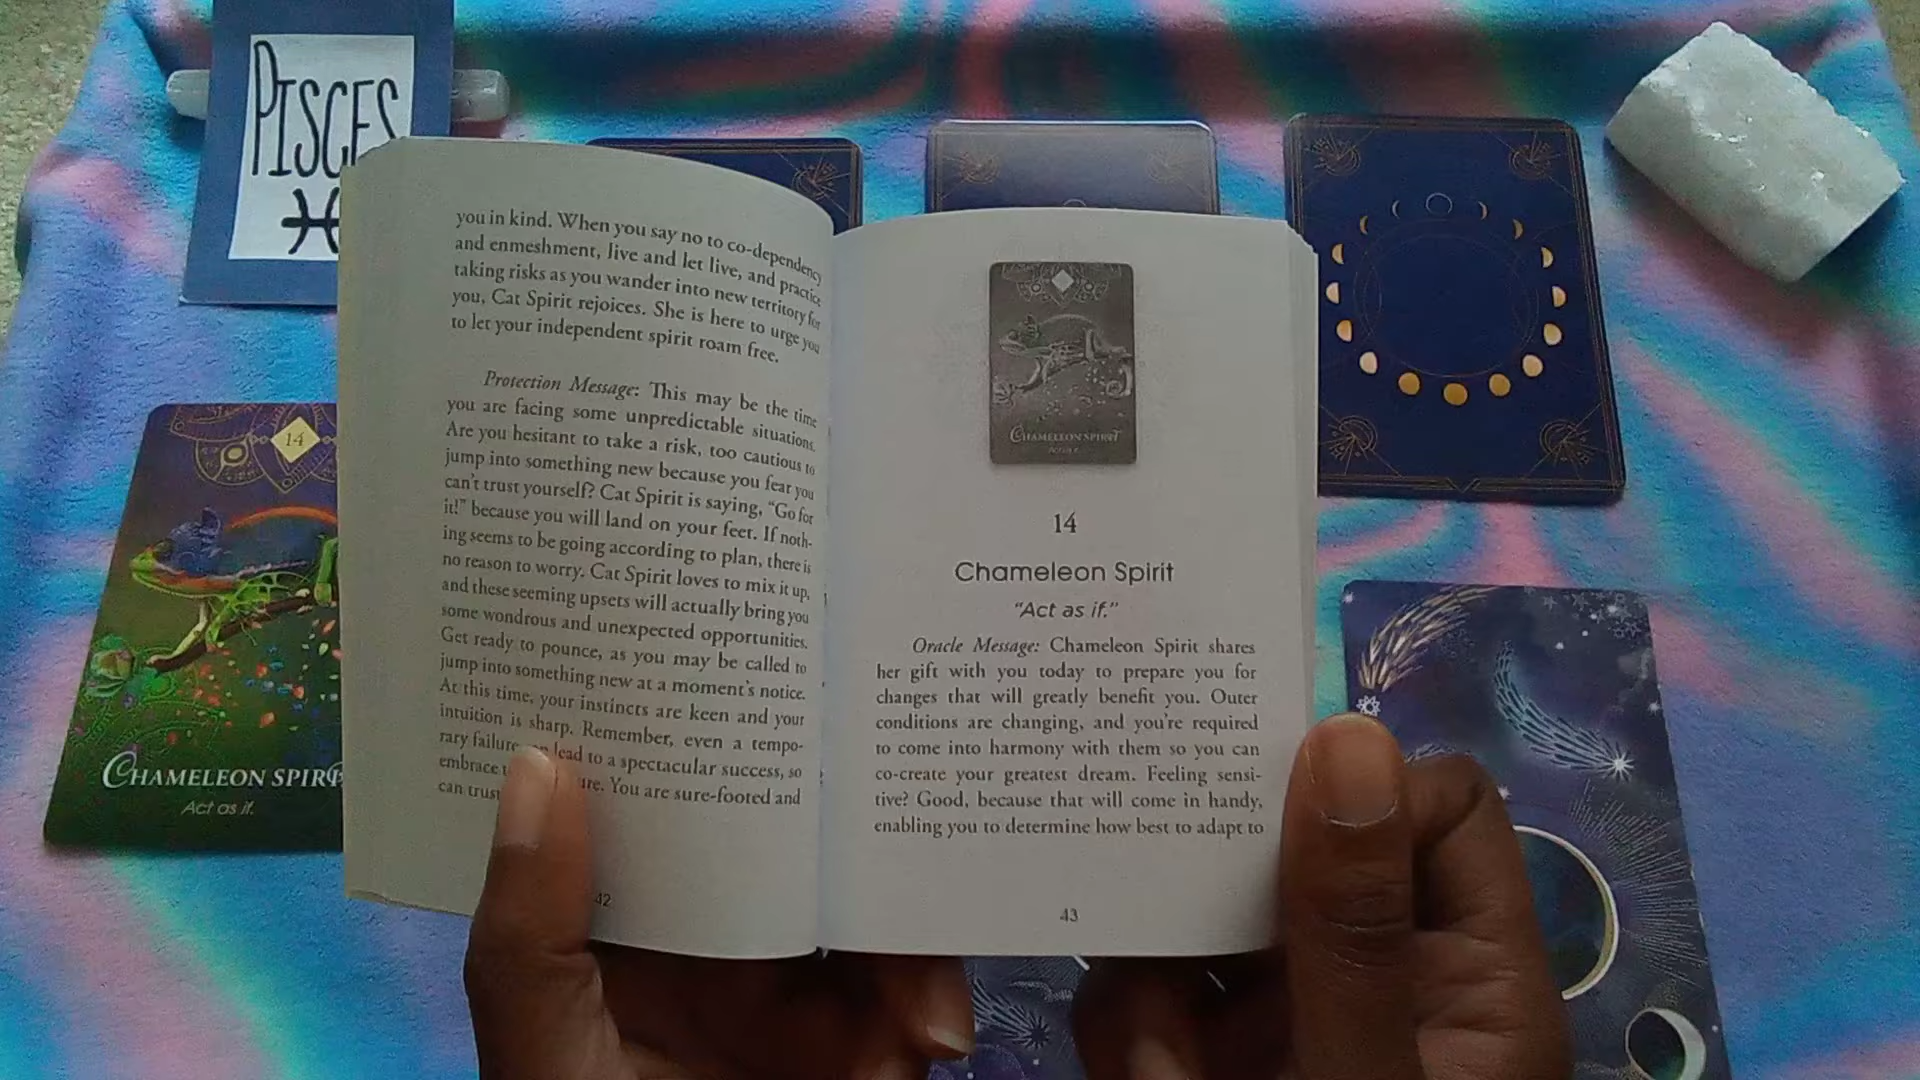 PISCES
you in kind. When you say no to co-dependency
and enmeshment, live and let live, and practice
taking risks as you wander into new territory for
you, Cat Spirit rejoices. She is here to urge you
to let your independent spirit roam free.
Protection Message: This may be the time
you are facing some unpredictable situations.
Are you hesitant to take a risk, too cautious to
jump into something new because you fear you
can't trust yourself? Cat Spirit is saying, "Go for
it!" because you will land on your feet. If noth-
ing seems to be going according to plan, there is
no reason to worry. Cat Spirit loves to mix it up,
and these seeming upsets will actually bring you
some wondrous and unexpected opportunities.
Get ready to pounce, as you may be called to
jump into something new at a moment's notice.
At this time, your instincts are keen and your
intuition is sharp. Remember, even a tempo-
rary failure lead to a spectacular success, so
embrace You are sure-footed and
can trust
42
CHAMELEON SPIRIT
Act as if.
14
Chameleon Spirit
"Act as if."
Oracle Message: Chameleon Spirit shares
her gift with you today to prepare you for
changes that will greatly benefit you. Outer
conditions are changing, and you're required
to come into harmony with them so you can
co-create your greatest dream. Feeling sensi-
tive? Good, because that will come in handy,
enabling you to determine how best to adapt to
43
14
CHAMELEON SPIRI
Act as if.